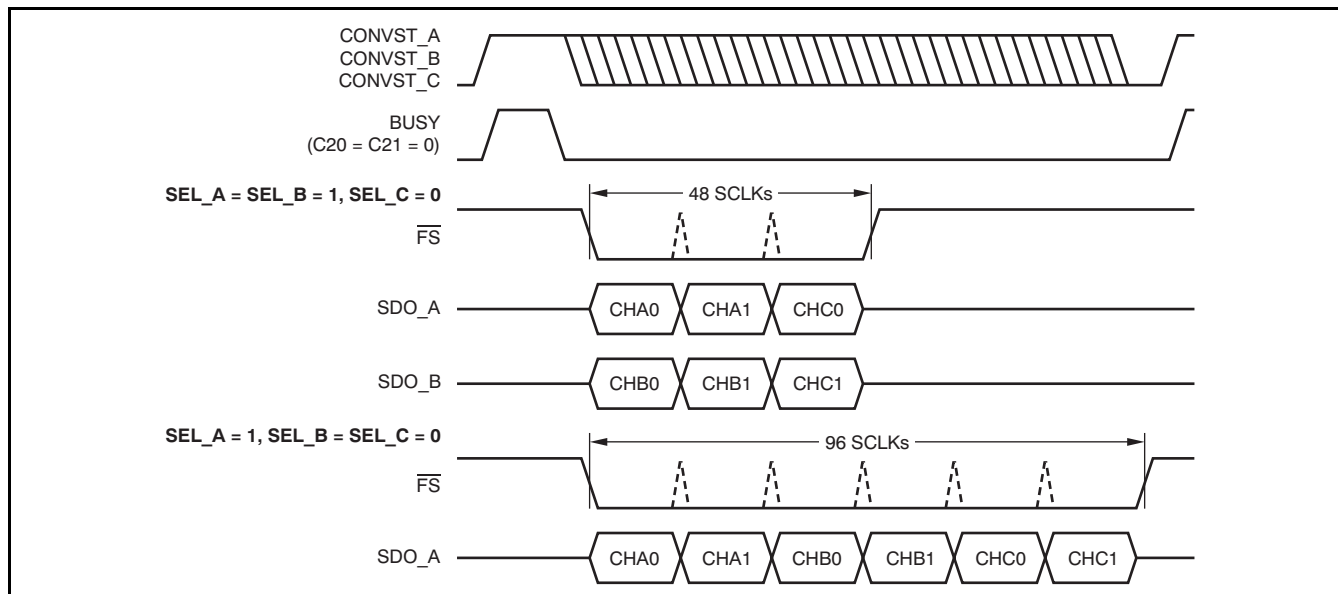 CONVST_A
CONVST_B
CONVST_C
BUSY
(C20 = C21 = 0)
SEL_A = SEL_B = 1, SEL_C = 0
48 SCLKs
FS
SDO_A
CHA0
CHA1
CHC0
SDO_B
CHB0
CHB1
CHC1
SEL_A = 1, SEL_B = SEL_C = 0
96 SCLKs
FS
SDO_A
CHA0
CHA1
CHB0
CHB1
CHC0
CHC1